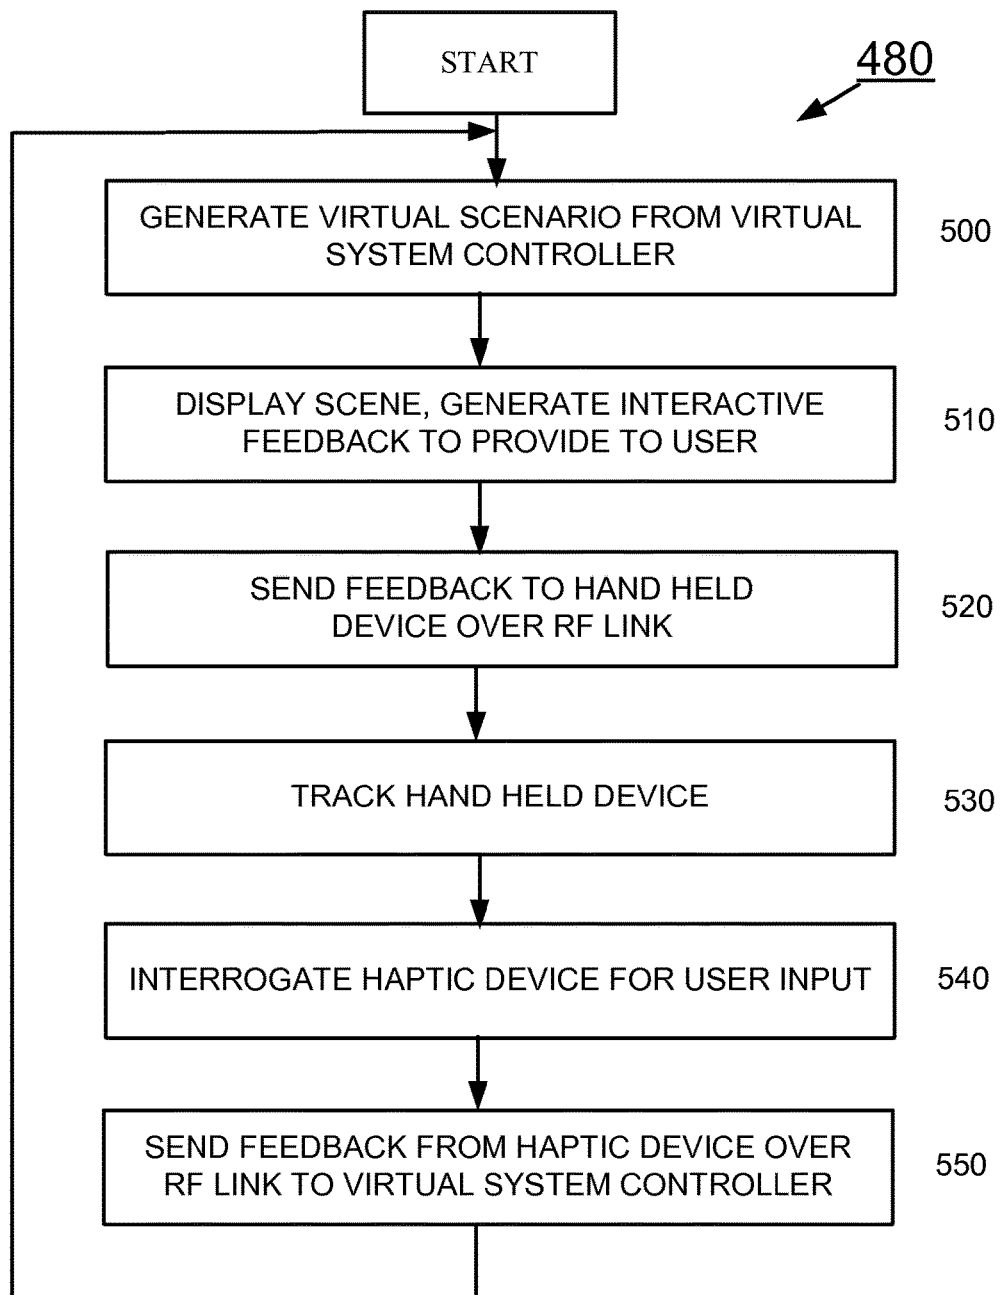 START
480
GENERATE VIRTUAL SCENARIO FROM VIRTUAL
SYSTEM CONTROLLER
500
DISPLAY SCENE, GENERATE INTERACTIVE
FEEDBACK TO PROVIDE TO USER
510
SEND FEEDBACK TO HAND HELD
DEVICE OVER RF LINK
520
TRACK HAND HELD DEVICE
530
INTERROGATE HAPTIC DEVICE FOR USER INPUT
540
SEND FEEDBACK FROM HAPTIC DEVICE OVER
RF LINK TO VIRTUAL SYSTEM CONTROLLER
550